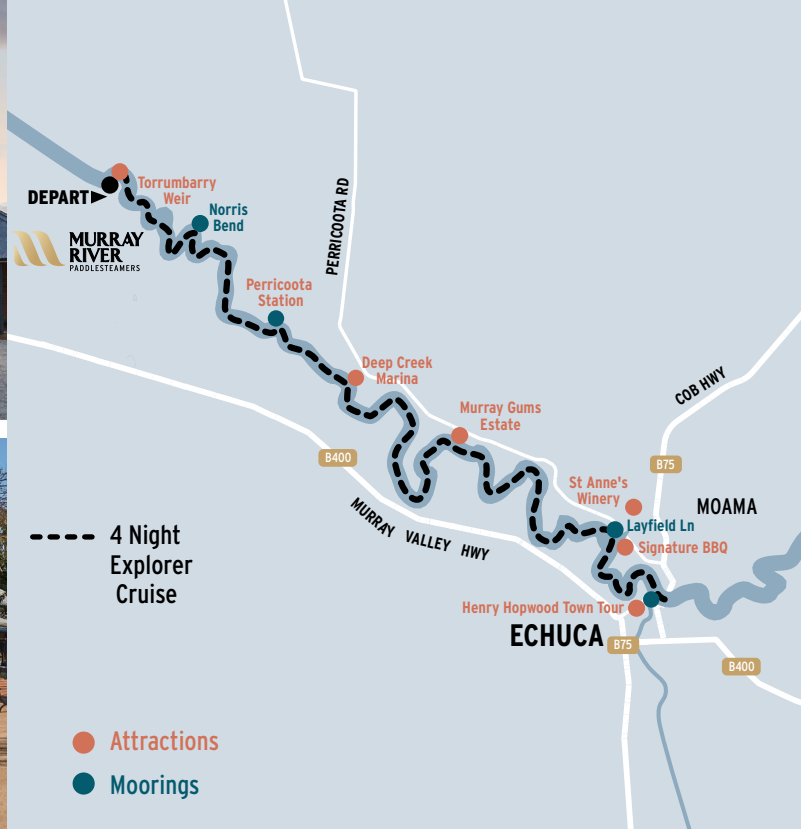 Torrumbarry
Weir
DEPART
Norris
Bend
MURRAY
RIVER
PADDLESTEAMERS
PERRICOOTA RD
Perricoota
Station
Deep Creek
Marina
COB HWY
Murray Gums
Estate
B400
B75
St Anne's
Winery
MOAMA
MURRAY VALLEY HWY
Layfield Ln
Signature BBQ
4 Night
Explorer
Cruise
Henry Hopwood Town Tour
ECHUCA
B75
B400
Attractions
Moorings